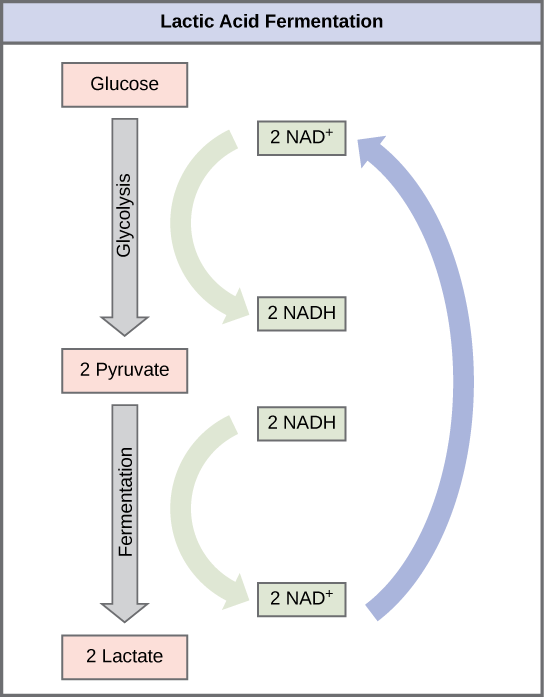 Lactic Acid Fermentation
Glucose
2 NAD⁺
Glycolysis
2 NADH
2 Pyruvate
2 NADH
Fermentation
2 NAD⁺
2 Lactate